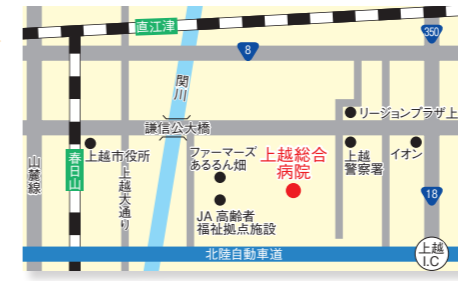 直江津
350
8
関川
リージョンプラザ上
謙信公大橋
上越市役所
ファーマーズ
あるるん畑
上越総合
病院
上越
警察署
イオン
山麓線
春日山
上越大通り
18
JA 高齢者
福祉拠点施設
北陸自動車道
上越
I.C